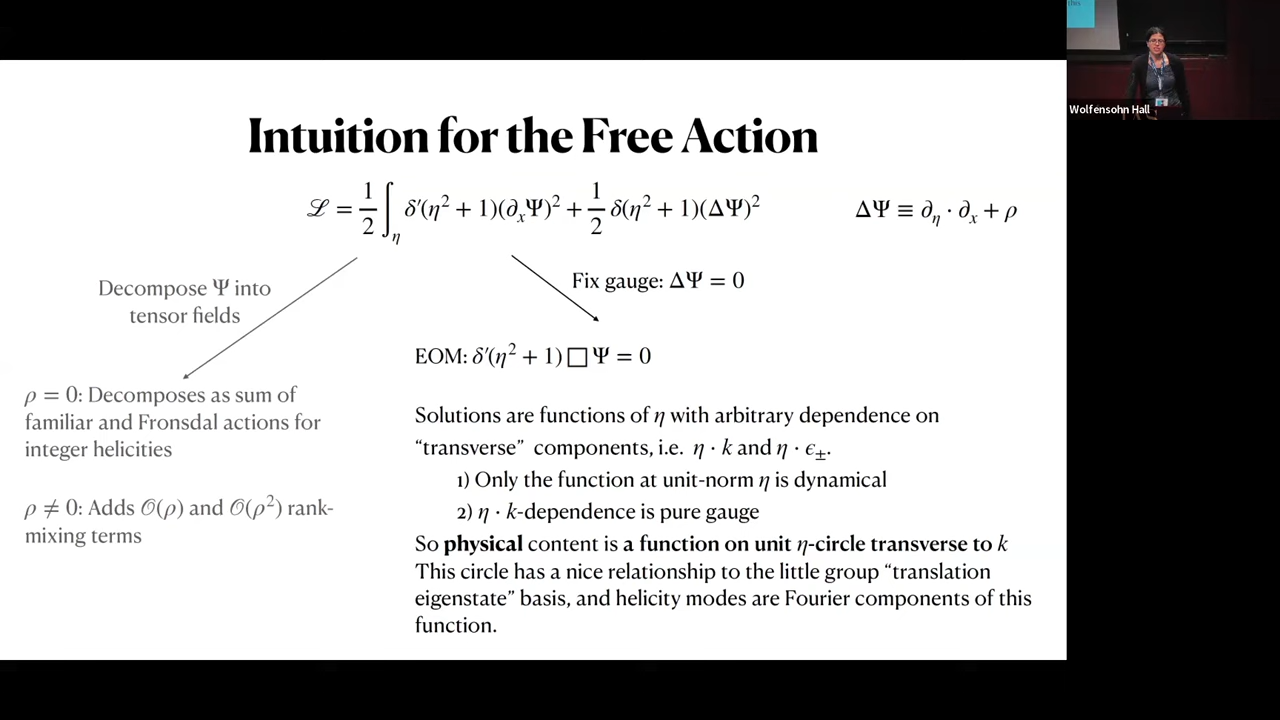 Intuition for the Free Action
ℒ = 1/2 ∫_η δ′(η² + 1)(∂ₓΨ)² + 1/2 δ(η² + 1)(ΔΨ)²
ΔΨ ≡ ∂_η · ∂ₓ + ρ
Decompose Ψ into
tensor fields
Fix gauge: ΔΨ = 0
EOM: δ′(η² + 1)□Ψ = 0
ρ = 0: Decomposes as sum of
familiar and Fronsdal actions for
integer helicities
ρ ≠ 0: Adds 𝒪(ρ) and 𝒪(ρ²) rank-
mixing terms
Solutions are functions of η with arbitrary dependence on
“transverse” components, i.e. η · k and η · ϵ±.
1) Only the function at unit-norm η is dynamical
2) η · k-dependence is pure gauge
So physical content is a function on unit η-circle transverse to k
This circle has a nice relationship to the little group “translation
eigenstate” basis, and helicity modes are Fourier components of this
function.
Wolfensohn Hall